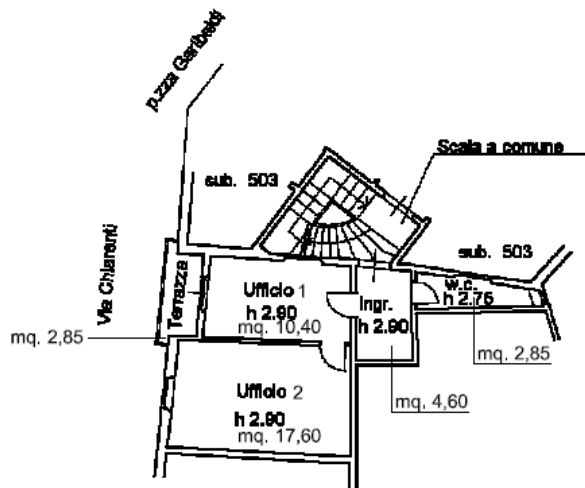 p.zza Garibaldi
Scala a comune
sub. 503
sub. 503
Via Chiarenti
Terrazza
Ufficio 1
h 2.90
mq. 10,40
Ingr.
h 2.90
w.c.
h 2.76
mq. 2,85
mq. 2,85
Ufficio 2
h 2.90
mq. 17,60
mq. 4,60